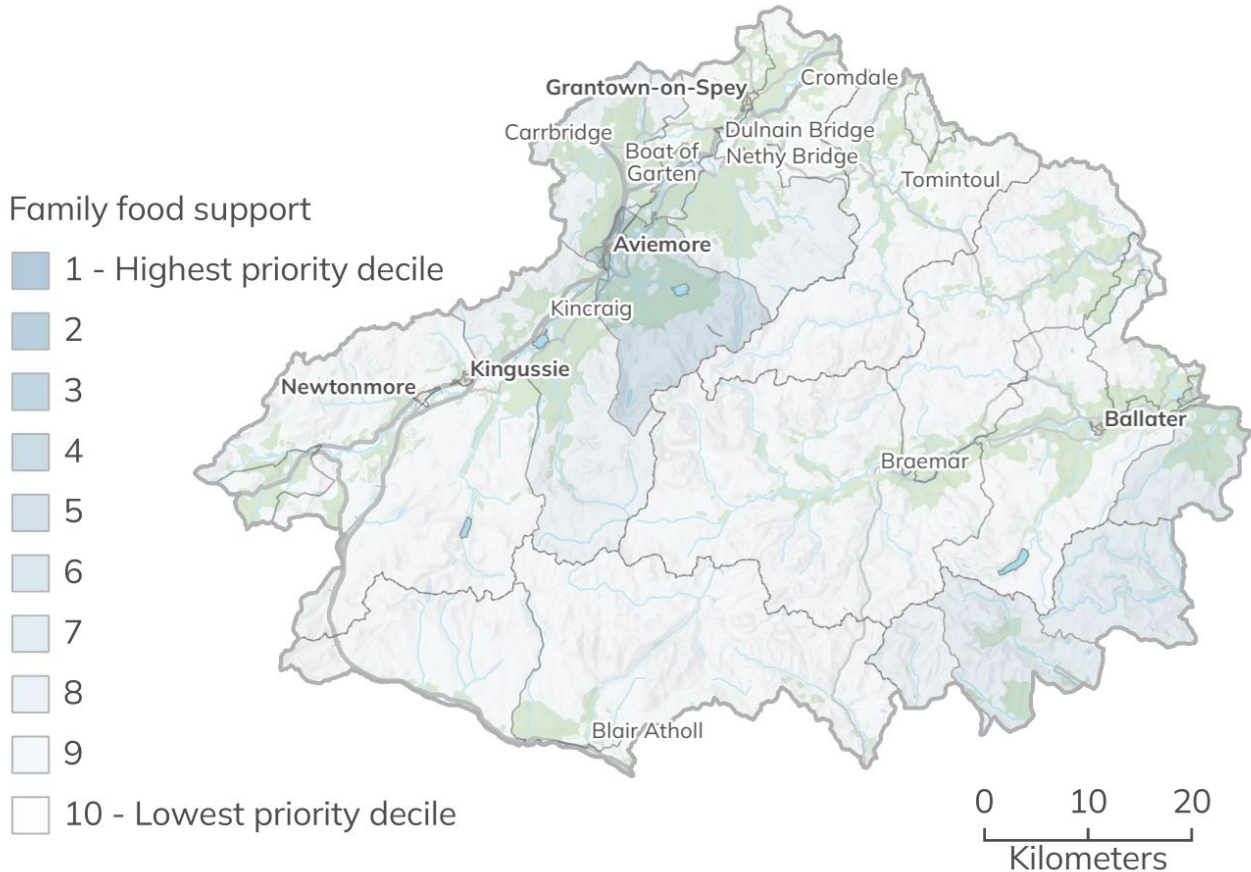 Grantown-on-Spey
Cromdale
Carrbridge
Dulnain Bridge
Boat of
Garten
Nethy Bridge
Tomintoul
Family food support
Aviemore
1 - Highest priority decile
Kincraig
2
Kingussie
3
Newtonmore
Ballater
4
Braemar
5
6
7
8
Blair Atholl
9
10 - Lowest priority decile
0 10 20
Kilometers